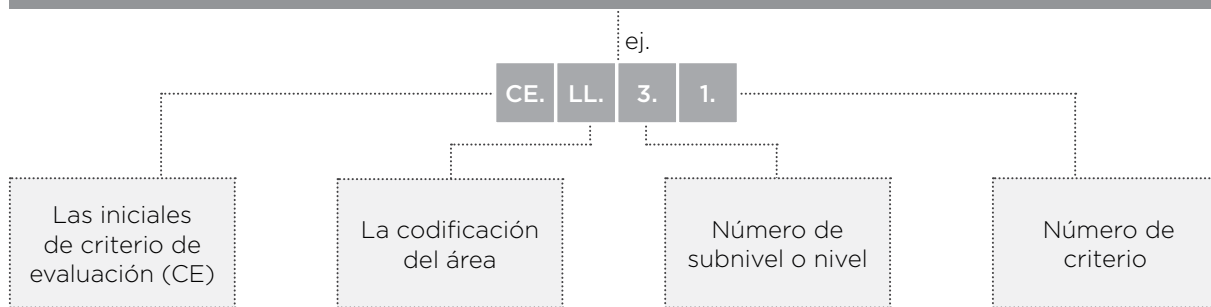 ej.
CE. LL. 3. 1.
Las iniciales
de criterio de
evaluación (CE)
La codificación
del área
Número de
subnivel o nivel
Número de
criterio